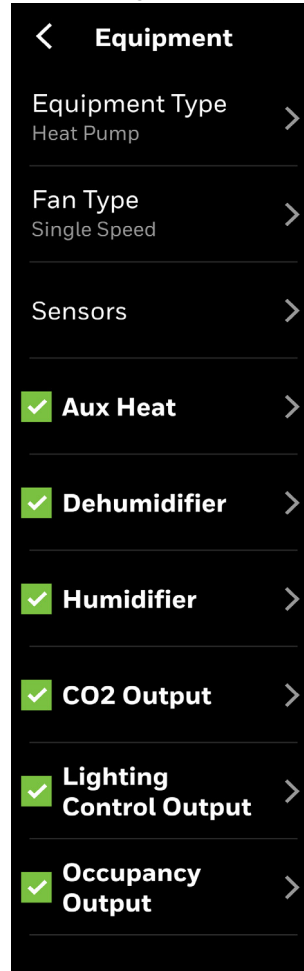 Equipment
Equipment Type
Heat Pump
Fan Type
Single Speed
Sensors
Aux Heat
Dehumidifier
Humidifier
CO2 Output
Lighting
Control Output
Occupancy
Output